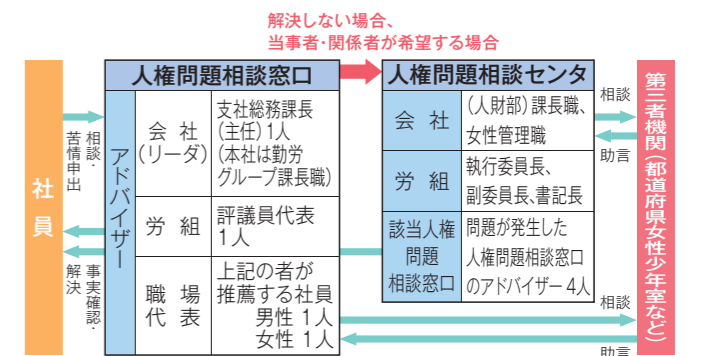 解決しない場合、
当事者・関係者が希望する場合
社員
相談・
苦情申出
事実確認・
解決
人権問題相談窓口
アドバイザー
会社
(リーダ)
支社総務課長
(主任)1人
(本社は勤労
グループ課長職)
労組
評議員代表
1人
職場
代表
上記の者が
推薦する社員
男性 1人
女性 1人
人権問題相談センタ
会社
(人財部)課長職、
女性管理職
労組
執行委員長、
副委員長、書記長
該当人権
問題
相談窓口
問題が発生した
人権問題相談窓口
のアドバイザー 4人
相談
助言
相談
助言
第三者機関(都道府県女性少年室など)